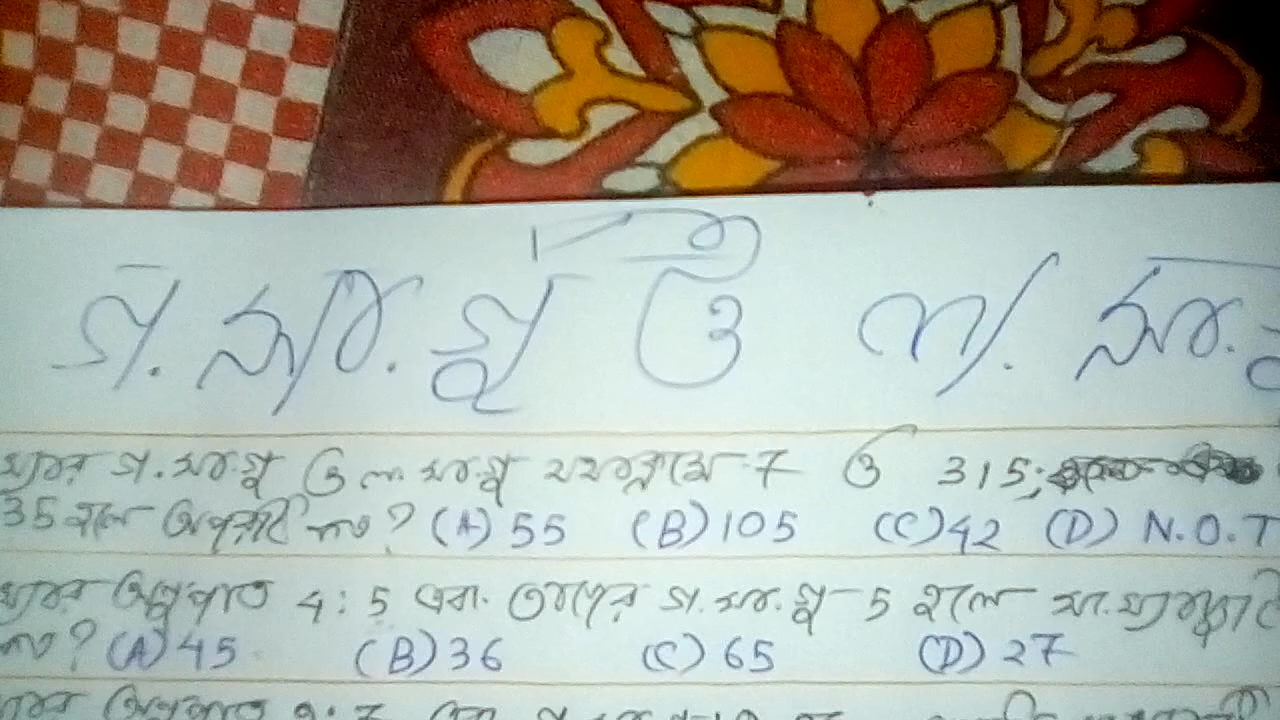 গ. সা. গু ও ল. সা.
গ. সা. গু ও ল. সা. গু যথাক্রমে 7 ও 315;
35 হলে অপরটি কত? (A) 55 (B) 105 (C) 42 (D) N.O.T
অনুপাত 4 : 5 এবং তাদের গ. সা. গু 5 হলে
কত? (A) 45 (B) 36 (C) 65 (D) 27
অনুপাত